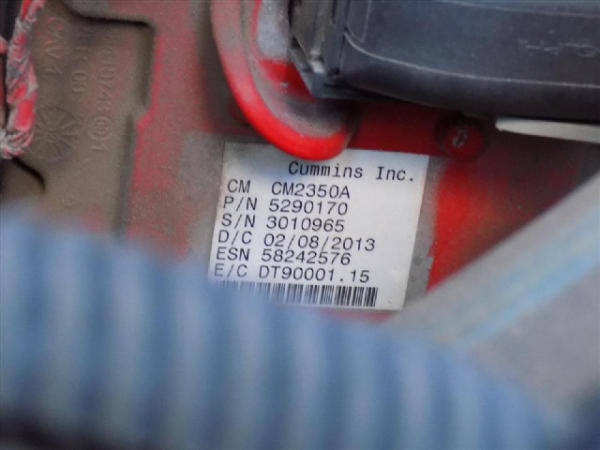 Cummins Inc.
CM CM2350A
P/N 5290170
S/N 3010965
D/C 02/08/2013
ESN 58242576
E/C DT90001.15